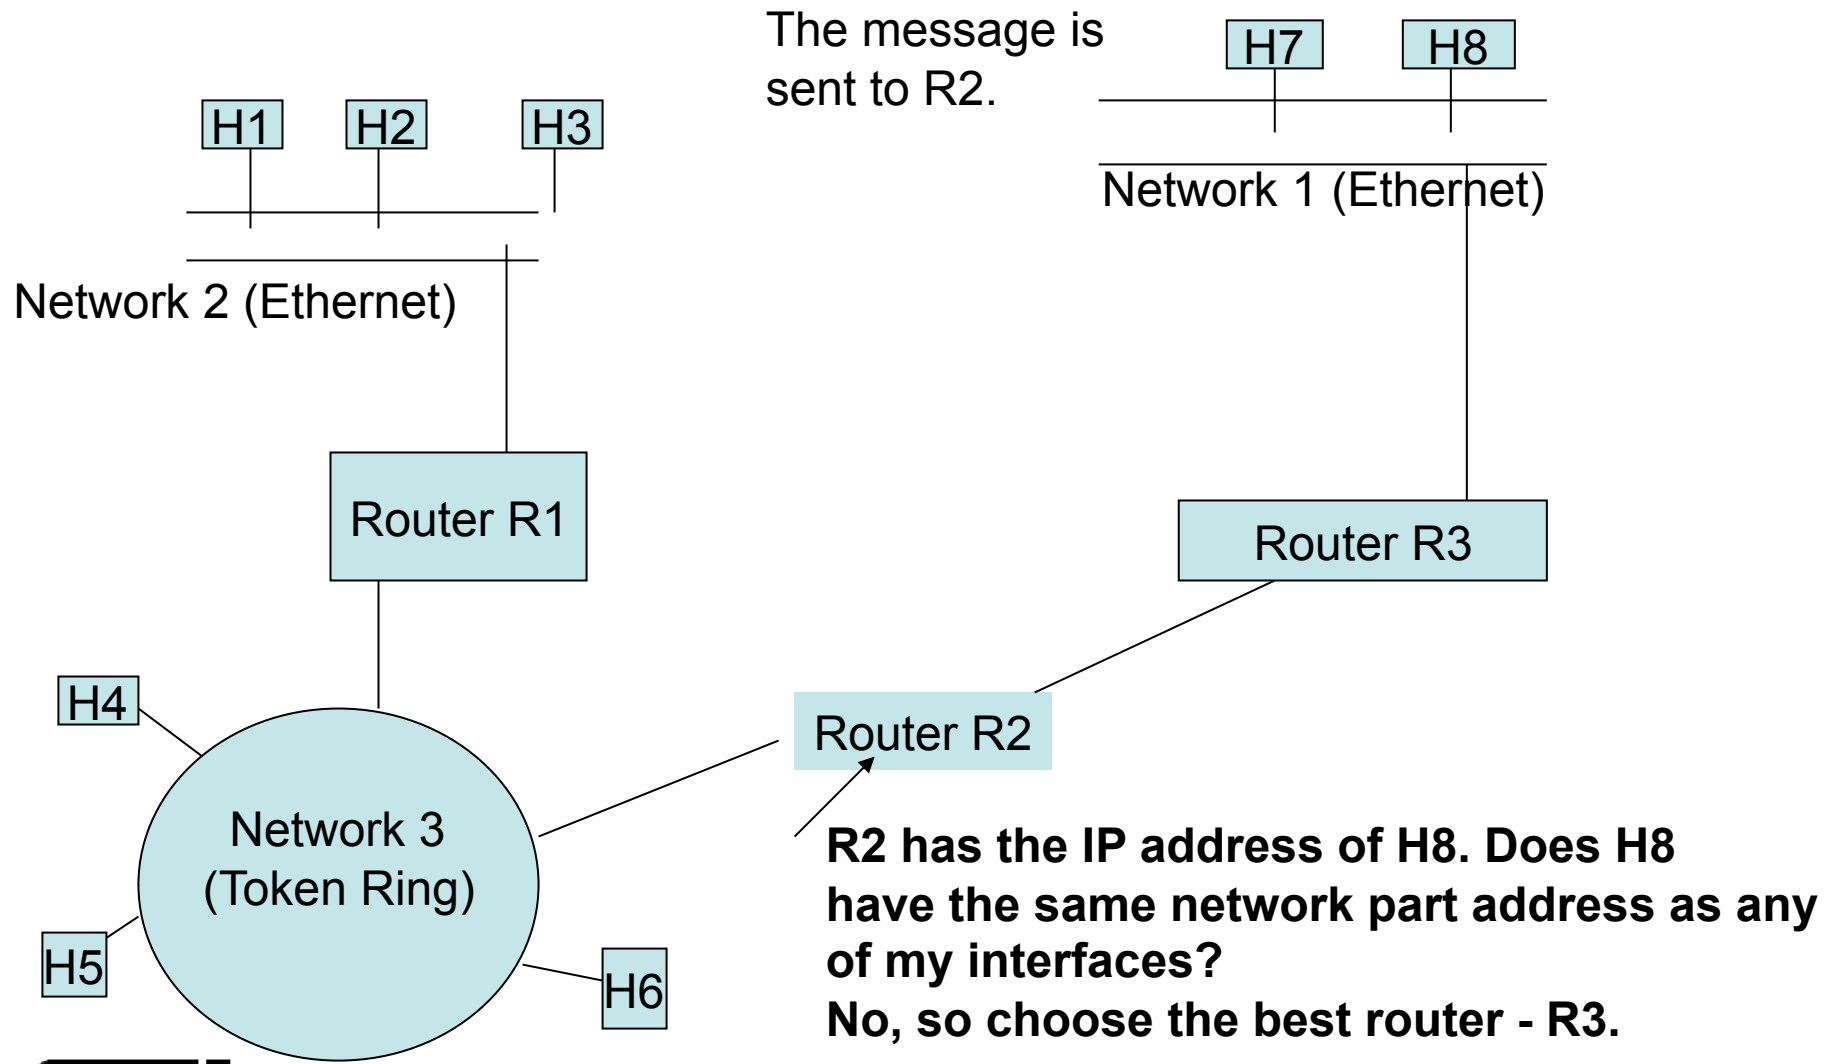 The message is
sent to R2.
H7
H8
H1
H2
H3
Network 1 (Ethernet)
Network 2 (Ethernet)
Router R1
Router R3
H4
Router R2
Network 3
(Token Ring)
R2 has the IP address of H8. Does H8
have the same network part address as any
of my interfaces?
No, so choose the best router - R3.
H5
H6